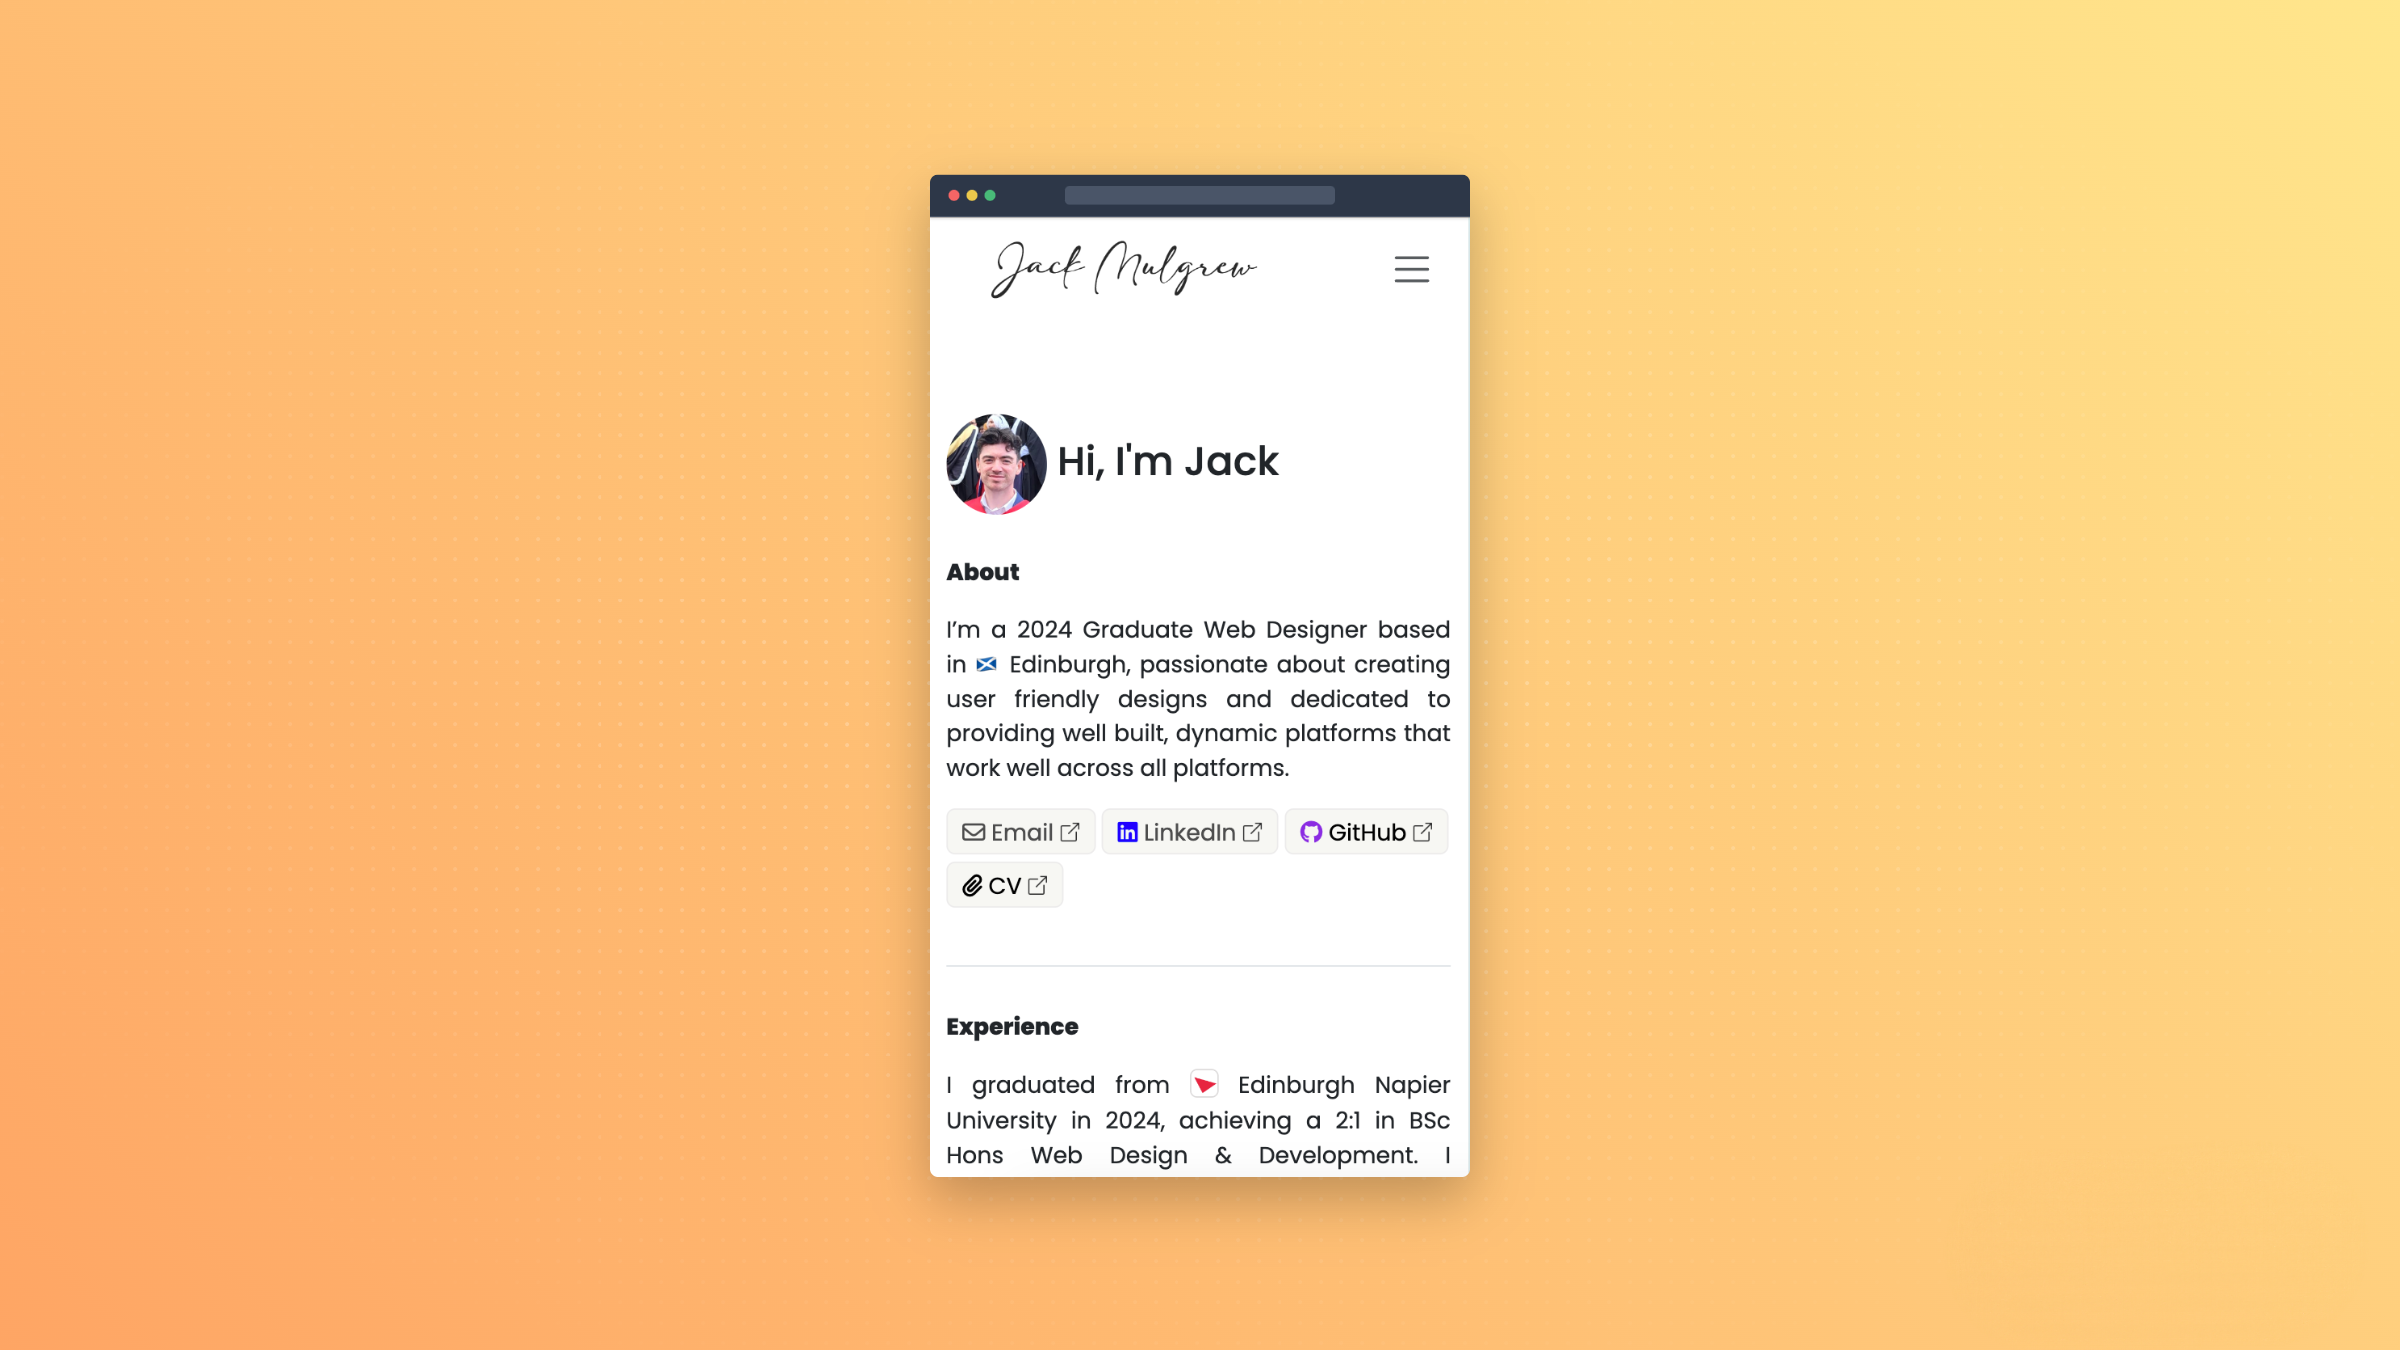 Jack Mulgrew
Hi, I'm Jack
About
I’m a 2024 Graduate Web Designer based
in Edinburgh, passionate about creating
user friendly designs and dedicated to
providing well built, dynamic platforms that
work well across all platforms.
Email LinkedIn GitHub
CV
Experience
I graduated from Edinburgh Napier
University in 2024, achieving a 2:1 in BSc
Hons Web Design & Development. I